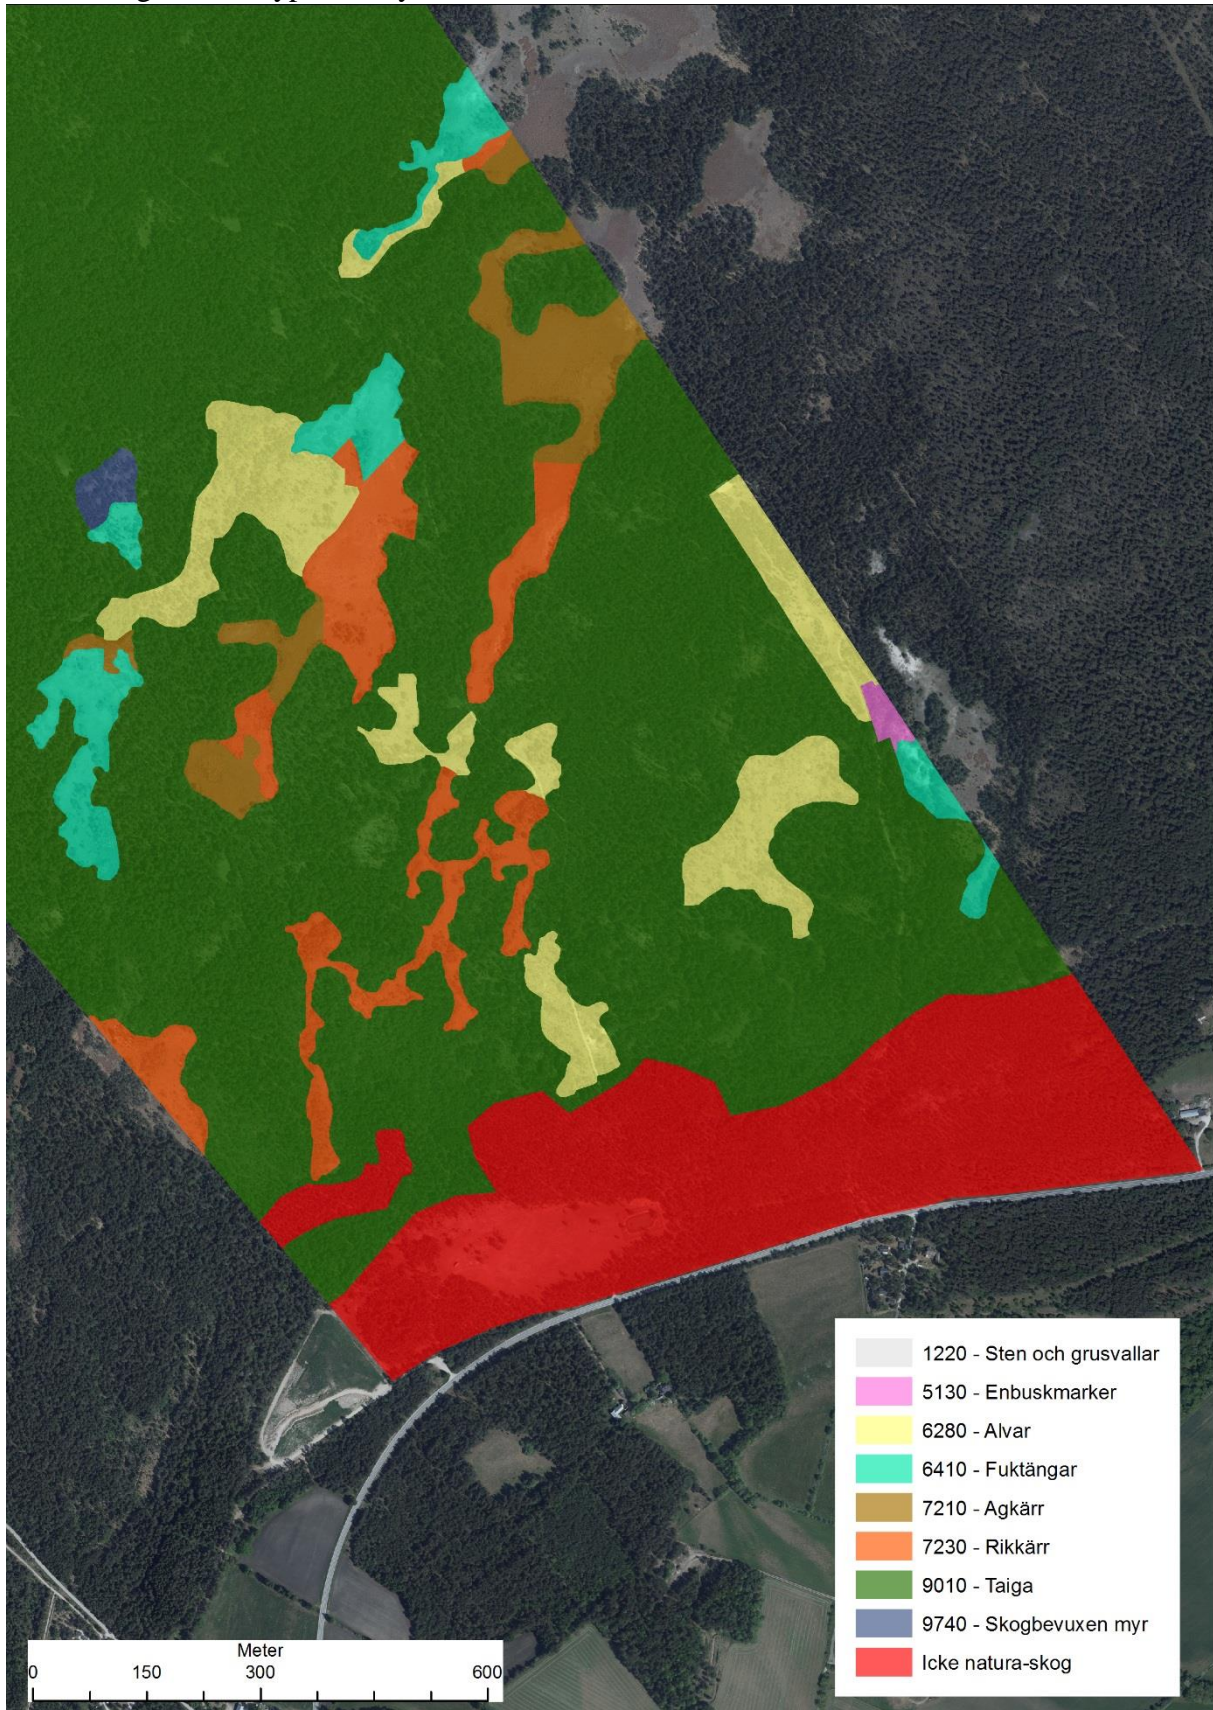 1220 - Sten och grusvallar
5130 - Enbuskmarker
6280 - Alvar
6410 - Fuktängar
7210 - Agkärr
7230 - Rikkärr
9010 - Taiga
9740 - Skogbevuxen myr
Icke natura-skog
Meter
0 150 300 600